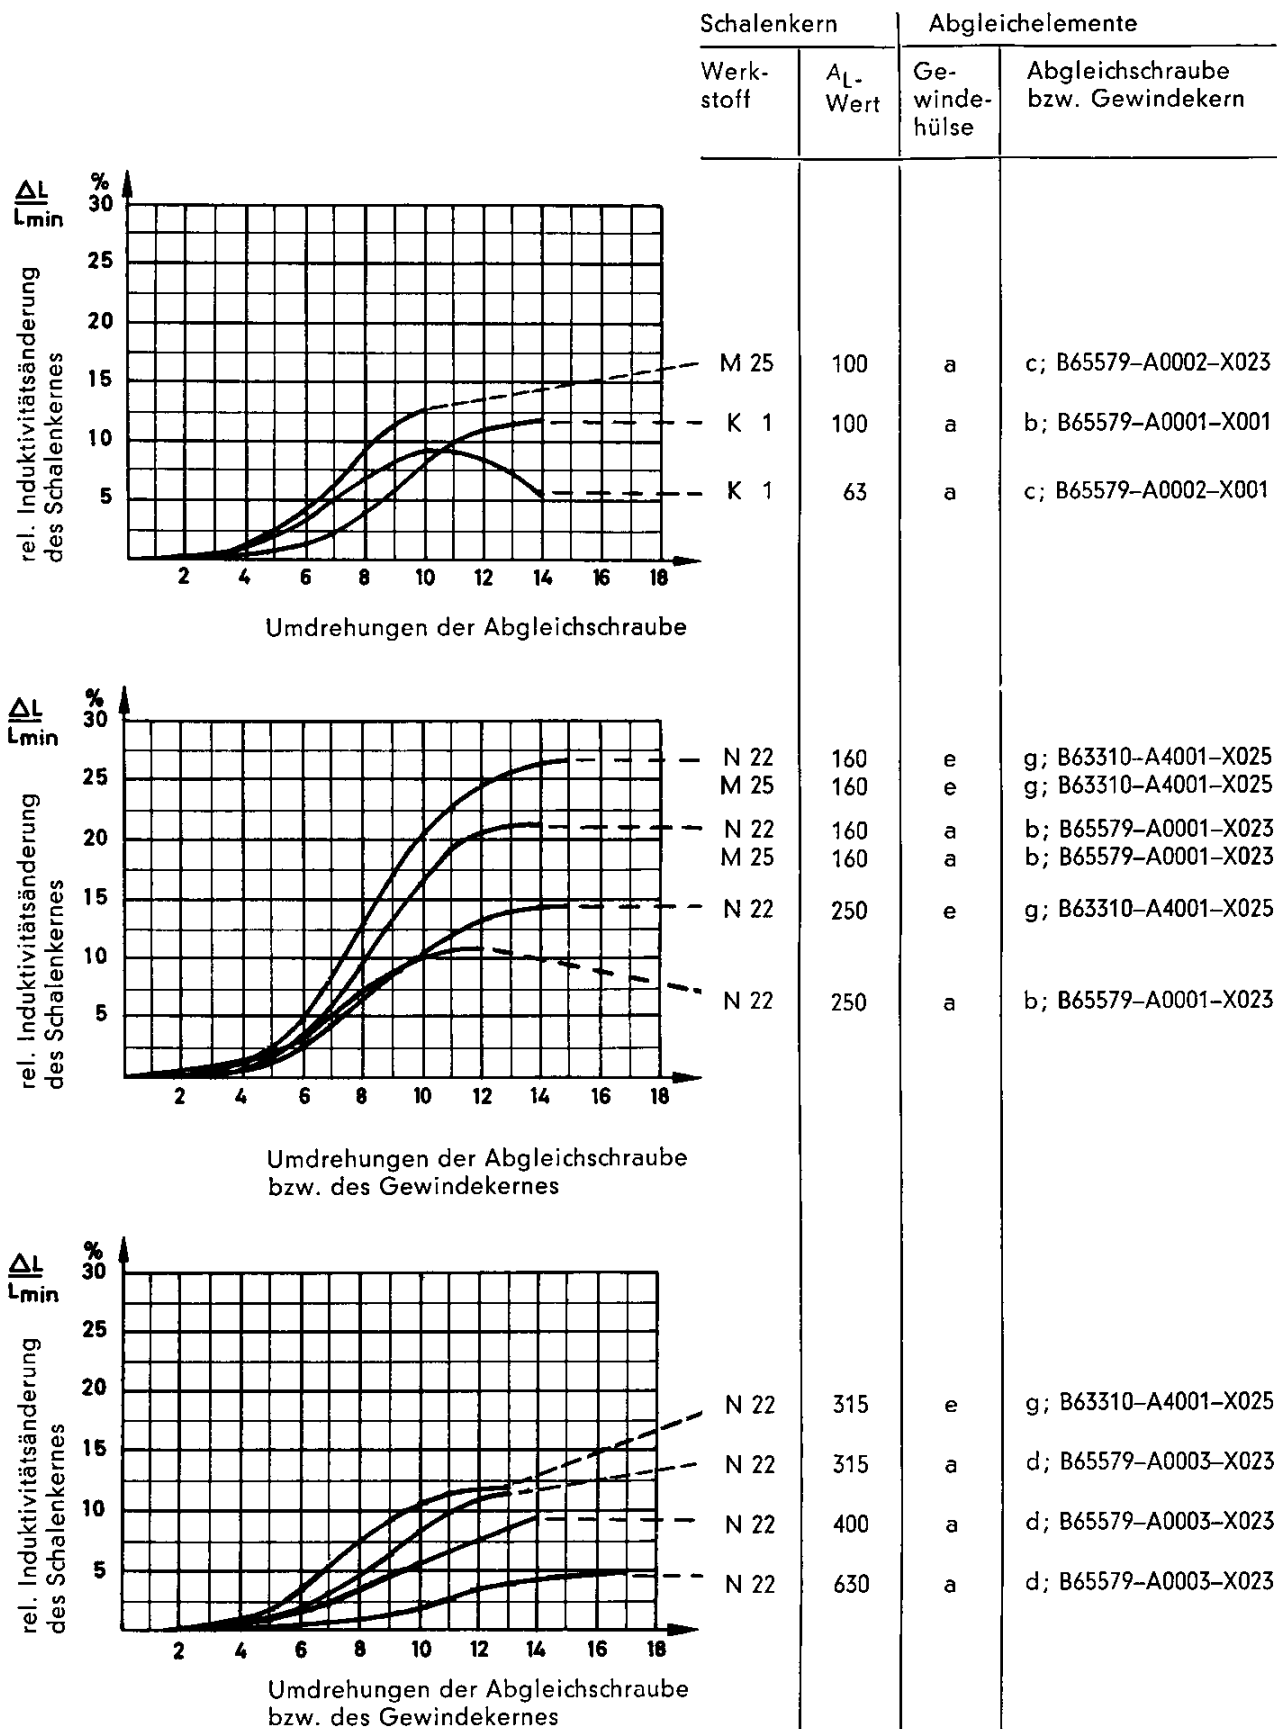 Schalenkern Abgleichelemente
Werk- AL- Ge- Abgleichschraube
stoff Wert winde- bzw. Gewindekern
hülse
ΔL % 30
Lmin
25
20
15
10
5
rel. Induktivitätsänderung
des Schalenkernes
2 4 6 8 10 12 14 16 18
Umdrehungen der Abgleichschraube
M 25 100 a c; B65579–A0002–X023
K 1 100 a b; B65579–A0001–X001
K 1 63 a c; B65579–A0002–X001
ΔL % 30
Lmin
25
20
15
10
5
rel. Induktivitätsänderung
des Schalenkernes
2 4 6 8 10 12 14 16 18
Umdrehungen der Abgleichschraube
bzw. des Gewindekernes
N 22 160 e g; B63310–A4001–X025
M 25 160 e g; B63310–A4001–X025
N 22 160 a b; B65579–A0001–X023
M 25 160 a b; B65579–A0001–X023
N 22 250 e g; B63310–A4001–X025
N 22 250 a b; B65579–A0001–X023
ΔL % 30
Lmin
25
20
15
10
5
rel. Induktivitätsänderung
des Schalenkernes
2 4 6 8 10 12 14 16 18
Umdrehungen der Abgleichschraube
bzw. des Gewindekernes
N 22 315 e g; B63310–A4001–X025
N 22 315 a d; B65579–A0003–X023
N 22 400 a d; B65579–A0003–X023
N 22 630 a d; B65579–A0003–X023